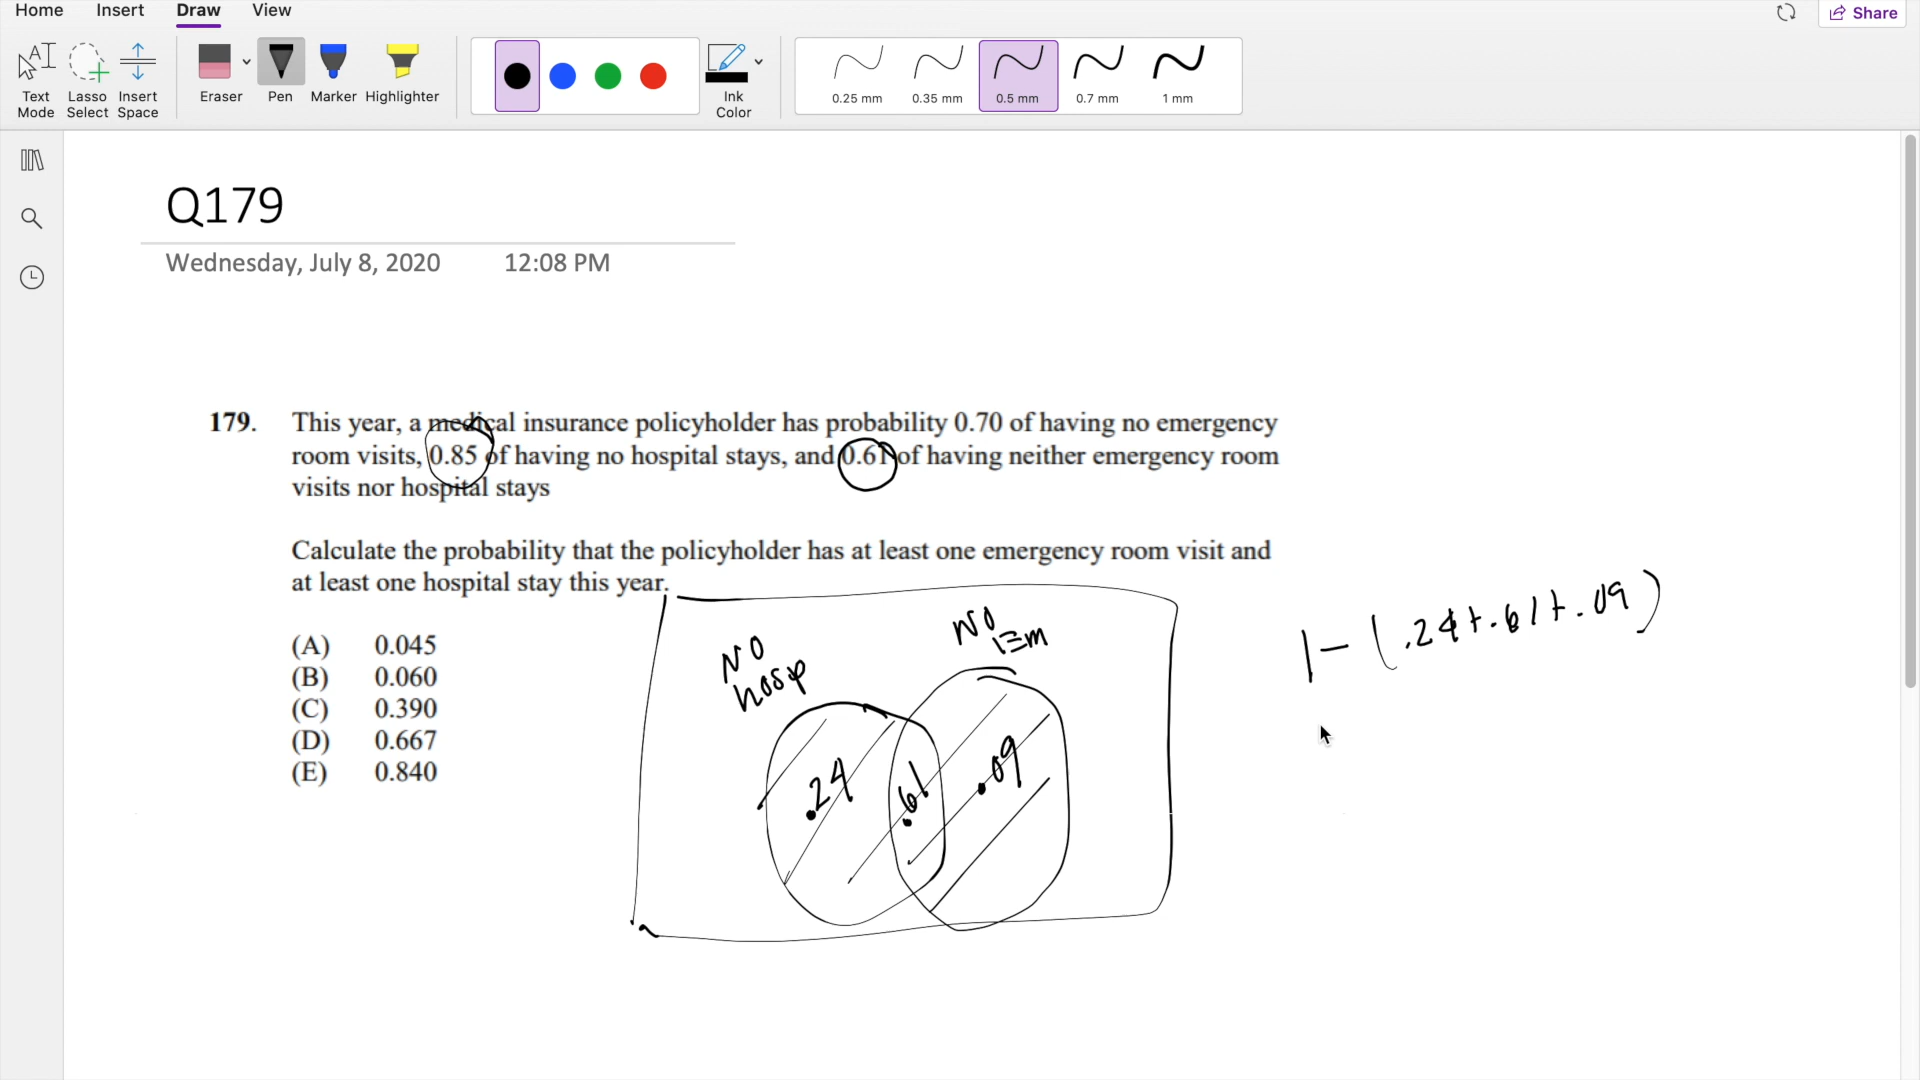 Home Insert Draw View
Share
Text Mode
Lasso Select
Insert Space
Eraser
Pen
Marker
Highlighter
Ink Color
0.25 mm
0.35 mm
0.5 mm
0.7 mm
1 mm
Q179
Wednesday, July 8, 2020 12:08 PM
179. This year, a medical insurance policyholder has probability 0.70 of having no emergency
room visits, 0.85 of having no hospital stays, and 0.61 of having neither emergency room
visits nor hospital stays
Calculate the probability that the policyholder has at least one emergency room visit and
at least one hospital stay this year.
(A) 0.045
(B) 0.060
(C) 0.390
(D) 0.667
(E) 0.840
No
hosp
No
Em
.24
.61
.09
1-(.24+.61+.09)